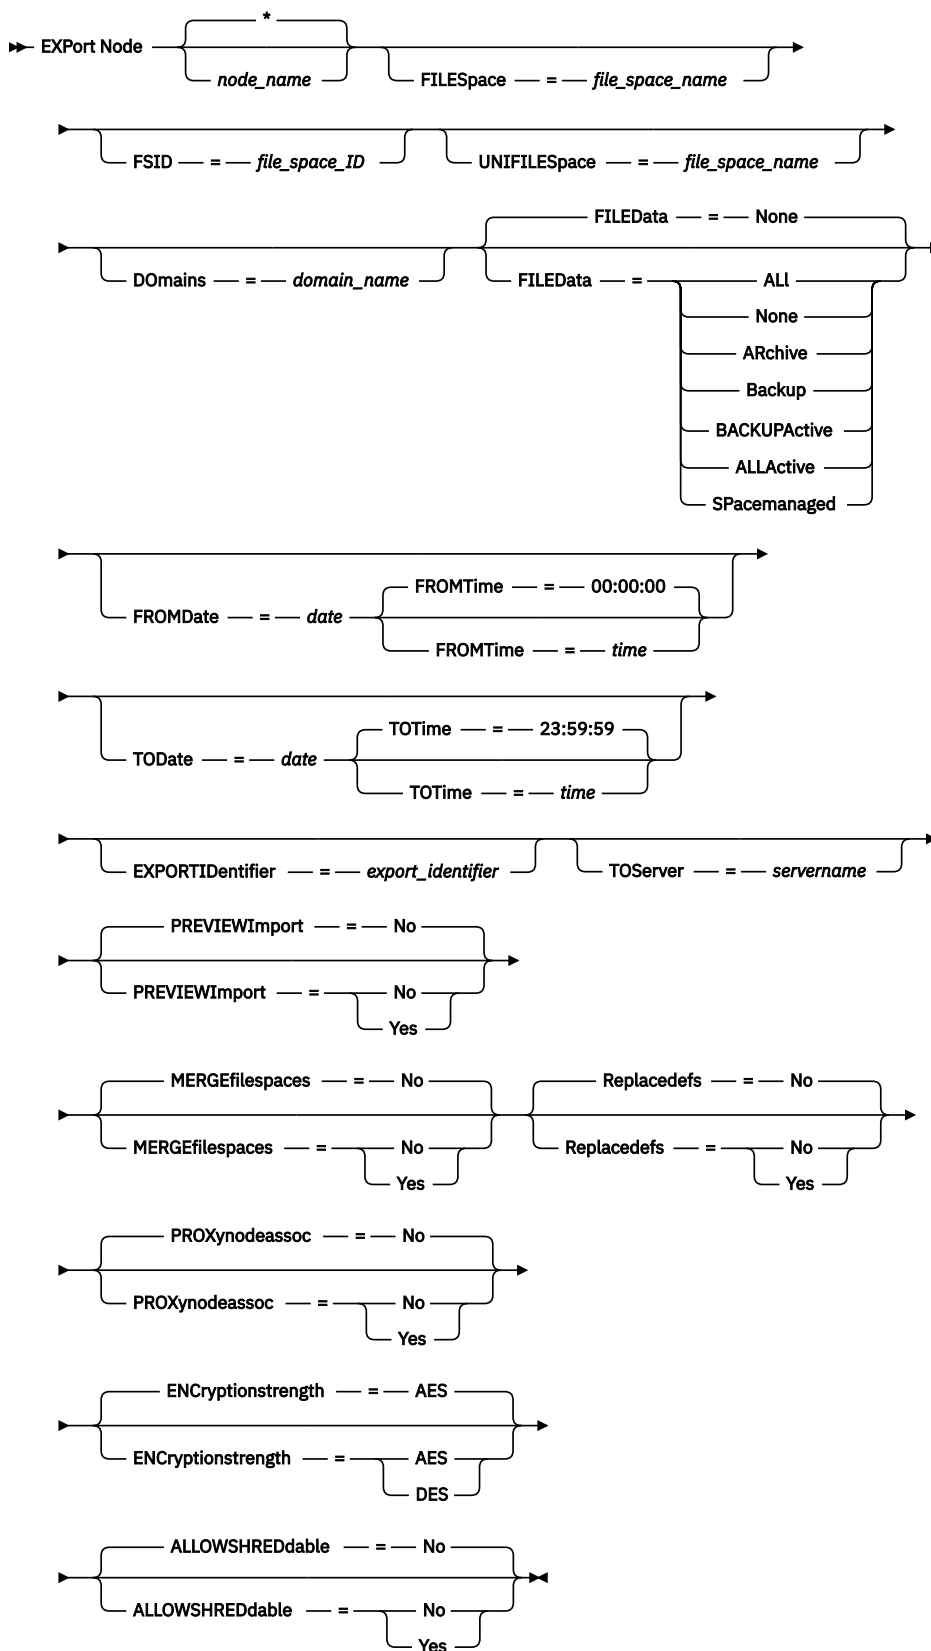 *
EXPort Node
node_name
FILESpace = file_space_name
FSID = file_space_ID
UNIFILESpace = file_space_name
FILEData = None
DOmains = domain_name
FILEData = ALl
None
ARchive
Backup
BACKUPActive
ALLActive
SPacemanaged
FROMTime = 00:00:00
FROMDate = date
FROMTime = time
TOTime = 23:59:59
TODate = date
TOTime = time
EXPORTIDentifier = export_identifier
TOServer = servername
PREVIEWImport = No
PREVIEWImport = No
Yes
MERGEfilespaces = No
Replacedefs = No
MERGEfilespaces = No
Replacedefs = No
Yes
Yes
PROXynodeassoc = No
PROXynodeassoc = No
Yes
ENCryptionstrength = AES
ENCryptionstrength = AES
DES
ALLOWSHREDdable = No
ALLOWSHREDdable = No
Yes